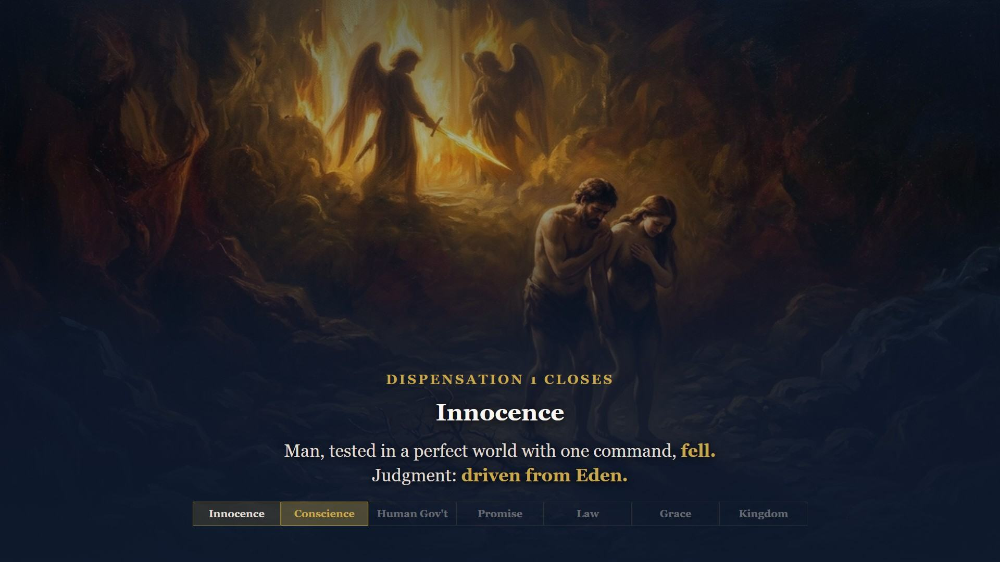 DISPENSATION 1 CLOSES
Innocence
Man, tested in a perfect world with one command, fell.
Judgment: driven from Eden.
Innocence Conscience Human Gov't Promise Law Grace Kingdom